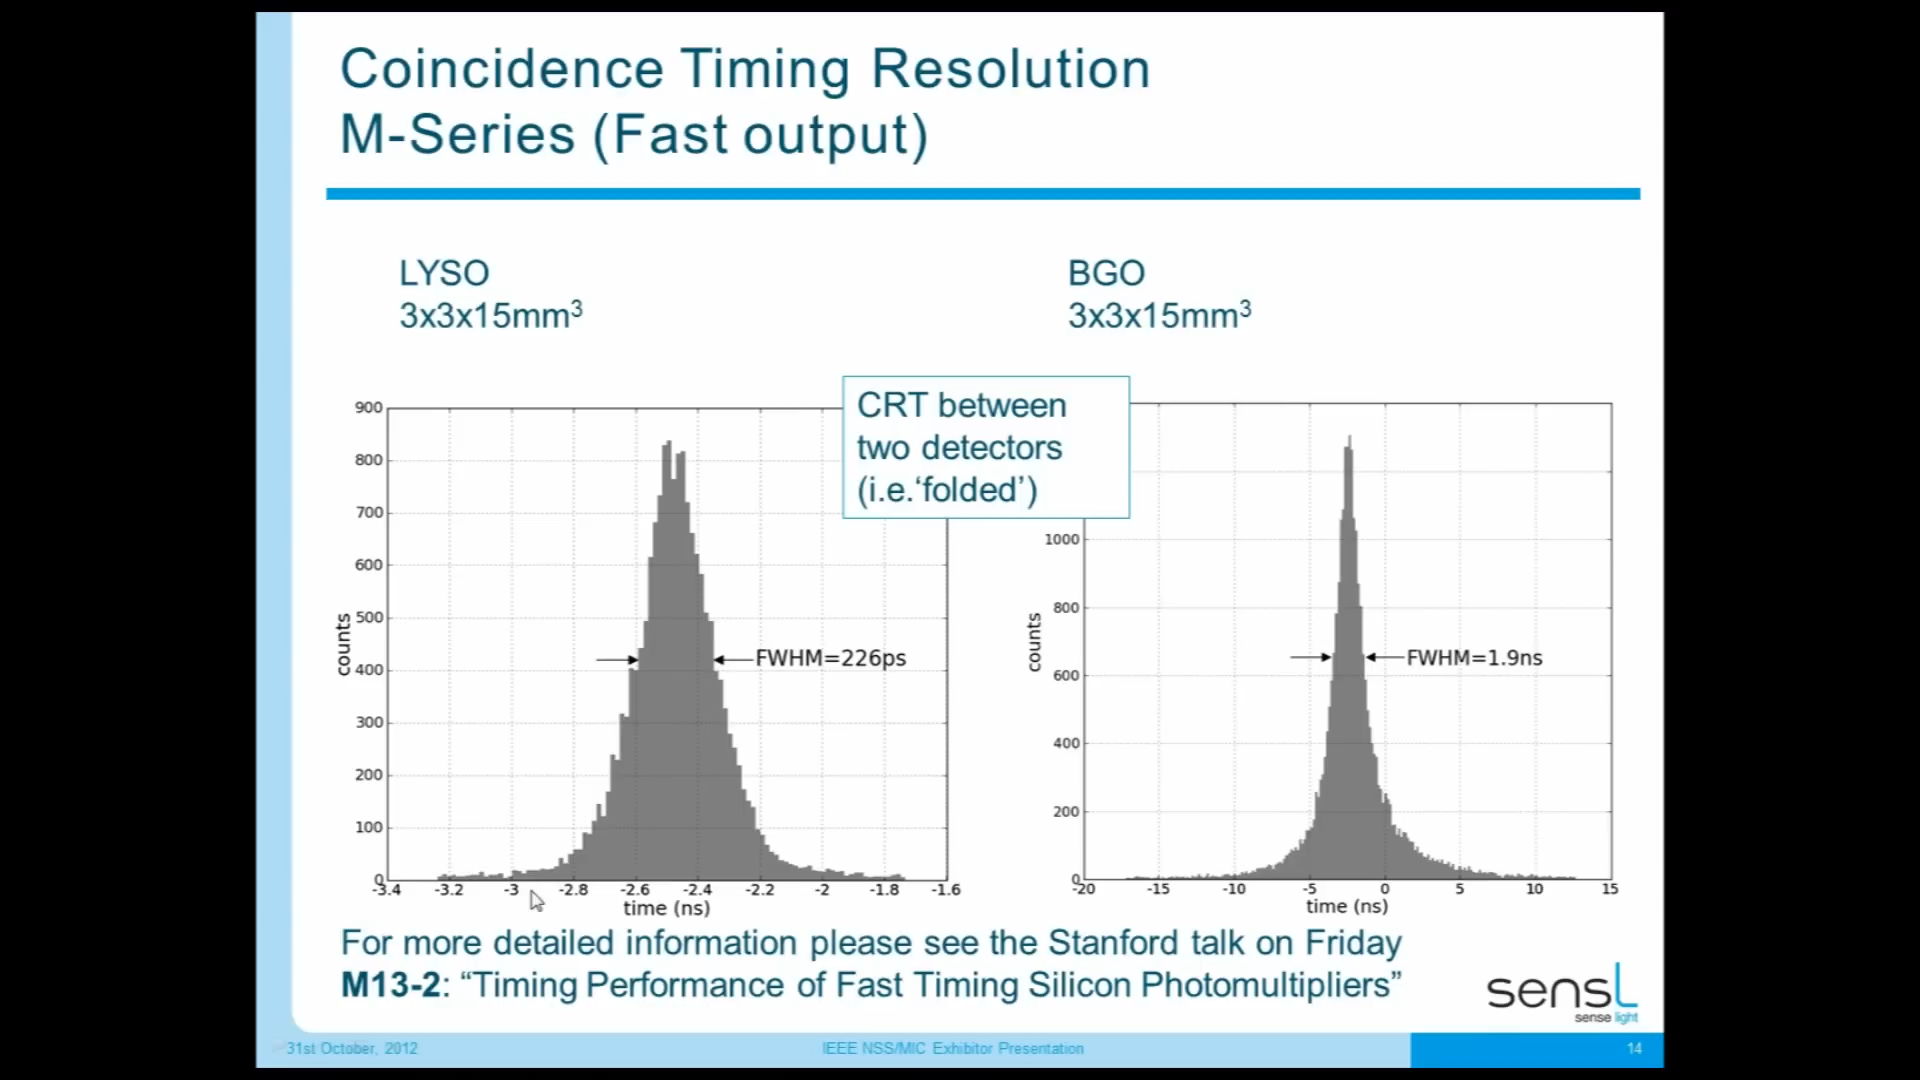 Coincidence Timing Resolution
M-Series (Fast output)
LYSO
3x3x15mm³
BGO
3x3x15mm³
CRT between
two detectors
(i.e.‘folded’)
900
800
700
600
500
400
300
200
100
0
counts
FWHM=226ps
-3.4 -3.2 -3 -2.8 -2.6 -2.4 -2.2 -2 -1.8 -1.6
time (ns)
1000
800
600
400
200
0
counts
FWHM=1.9ns
-20 -15 -10 -5 0 5 10 15
time (ns)
For more detailed information please see the Stanford talk on Friday
M13-2: “Timing Performance of Fast Timing Silicon Photomultipliers”
sensL
sense light
31st October, 2012
IEEE NSS/MIC Exhibitor Presentation
14